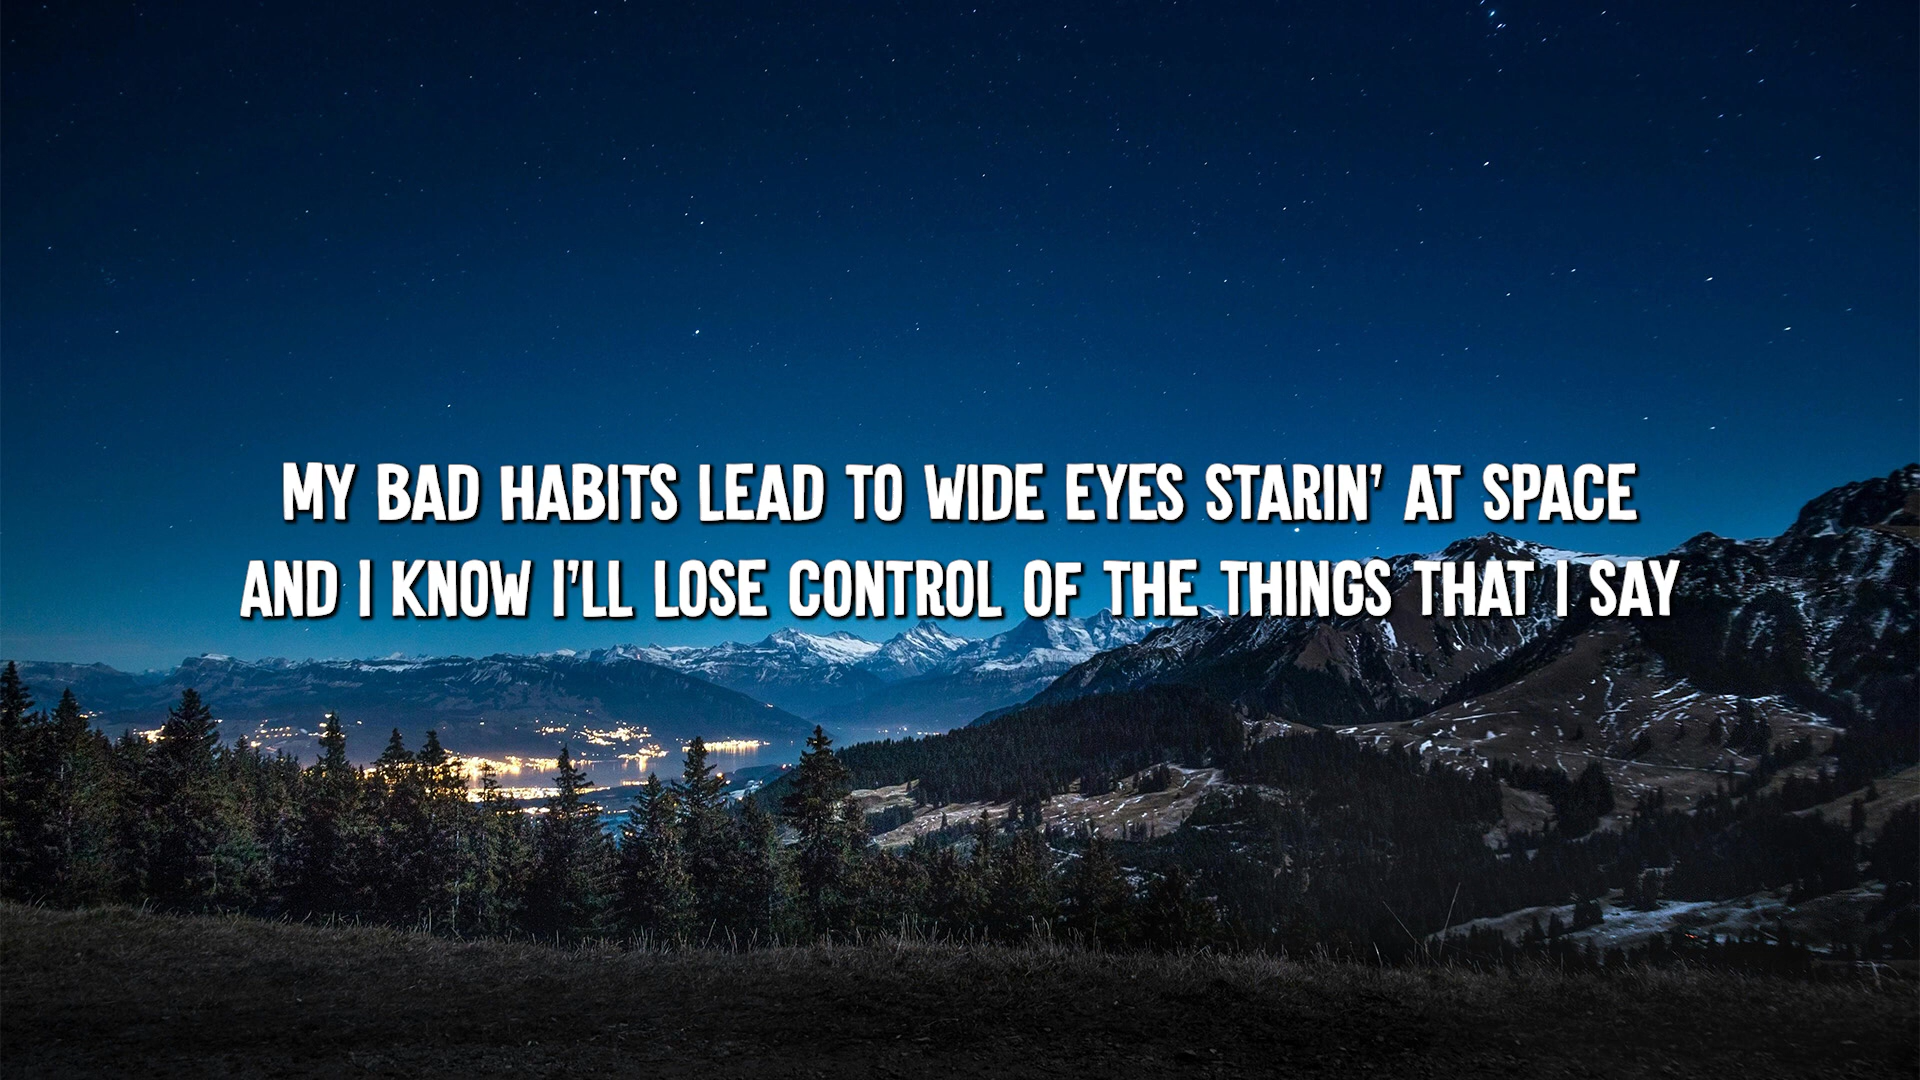 MY BAD HABITS LEAD TO WIDE EYES STARIN' AT SPACE
AND I KNOW I'LL LOSE CONTROL OF THE THINGS THAT I SAY